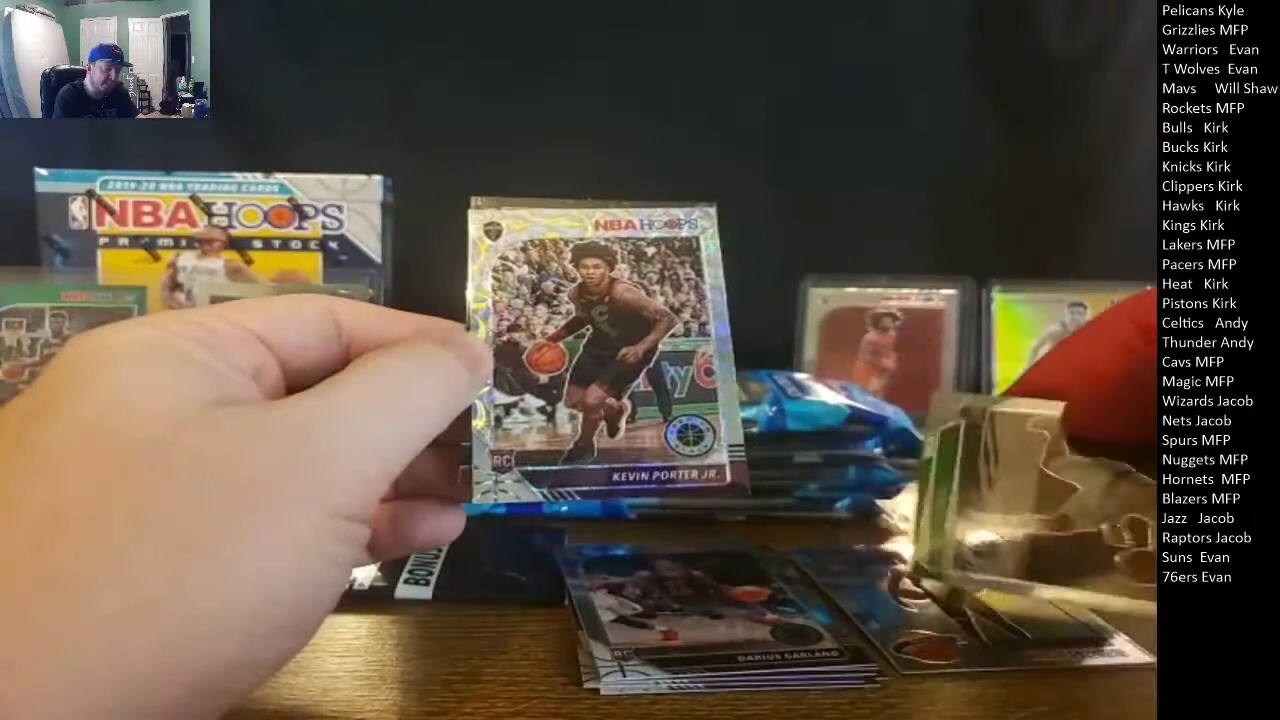 2019-20 NBA TRADING CARDS
NBA HOOPS
PREMIUM STOCK
NBA HOOPS
RC
KEVIN PORTER JR.
BONUS
RC
DARIUS GARLAND
Pelicans Kyle
Grizzlies MFP
Warriors Evan
T Wolves Evan
Mavs Will Shaw
Rockets MFP
Bulls Kirk
Bucks Kirk
Knicks Kirk
Clippers Kirk
Hawks Kirk
Kings Kirk
Lakers MFP
Pacers MFP
Heat Kirk
Pistons Kirk
Celtics Andy
Thunder Andy
Cavs MFP
Magic MFP
Wizards Jacob
Nets Jacob
Spurs MFP
Nuggets MFP
Hornets MFP
Blazers MFP
Jazz Jacob
Raptors Jacob
Suns Evan
76ers Evan